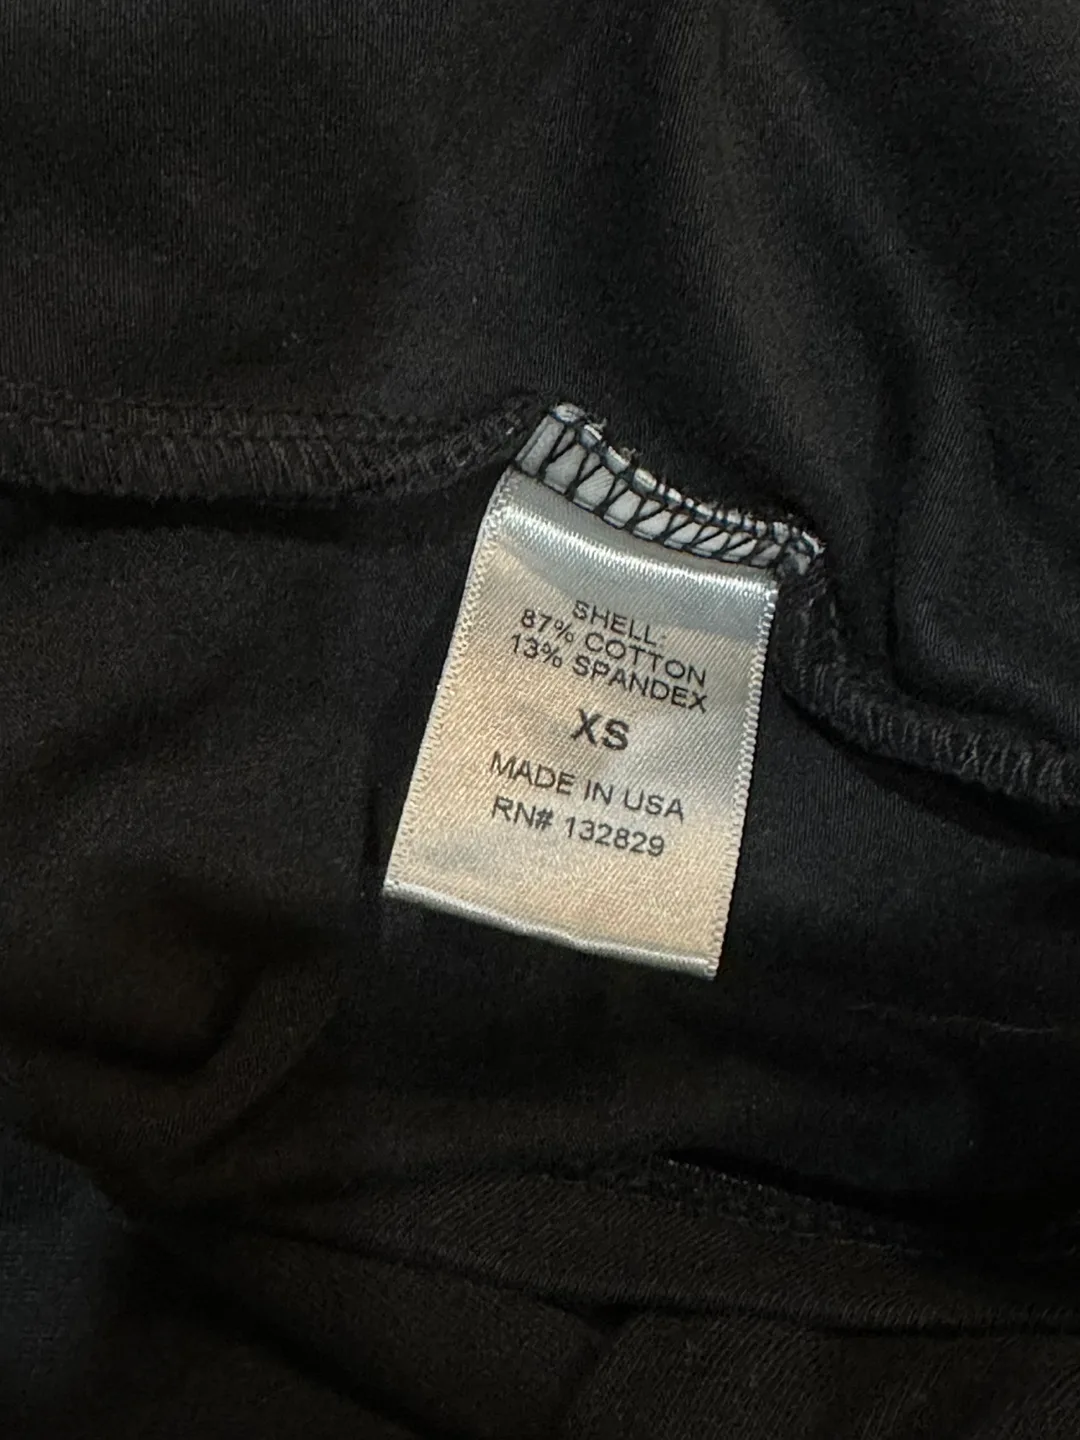 SHELL:
87% COTTON
13% SPANDEX
XS
MADE IN USA
RN# 132829